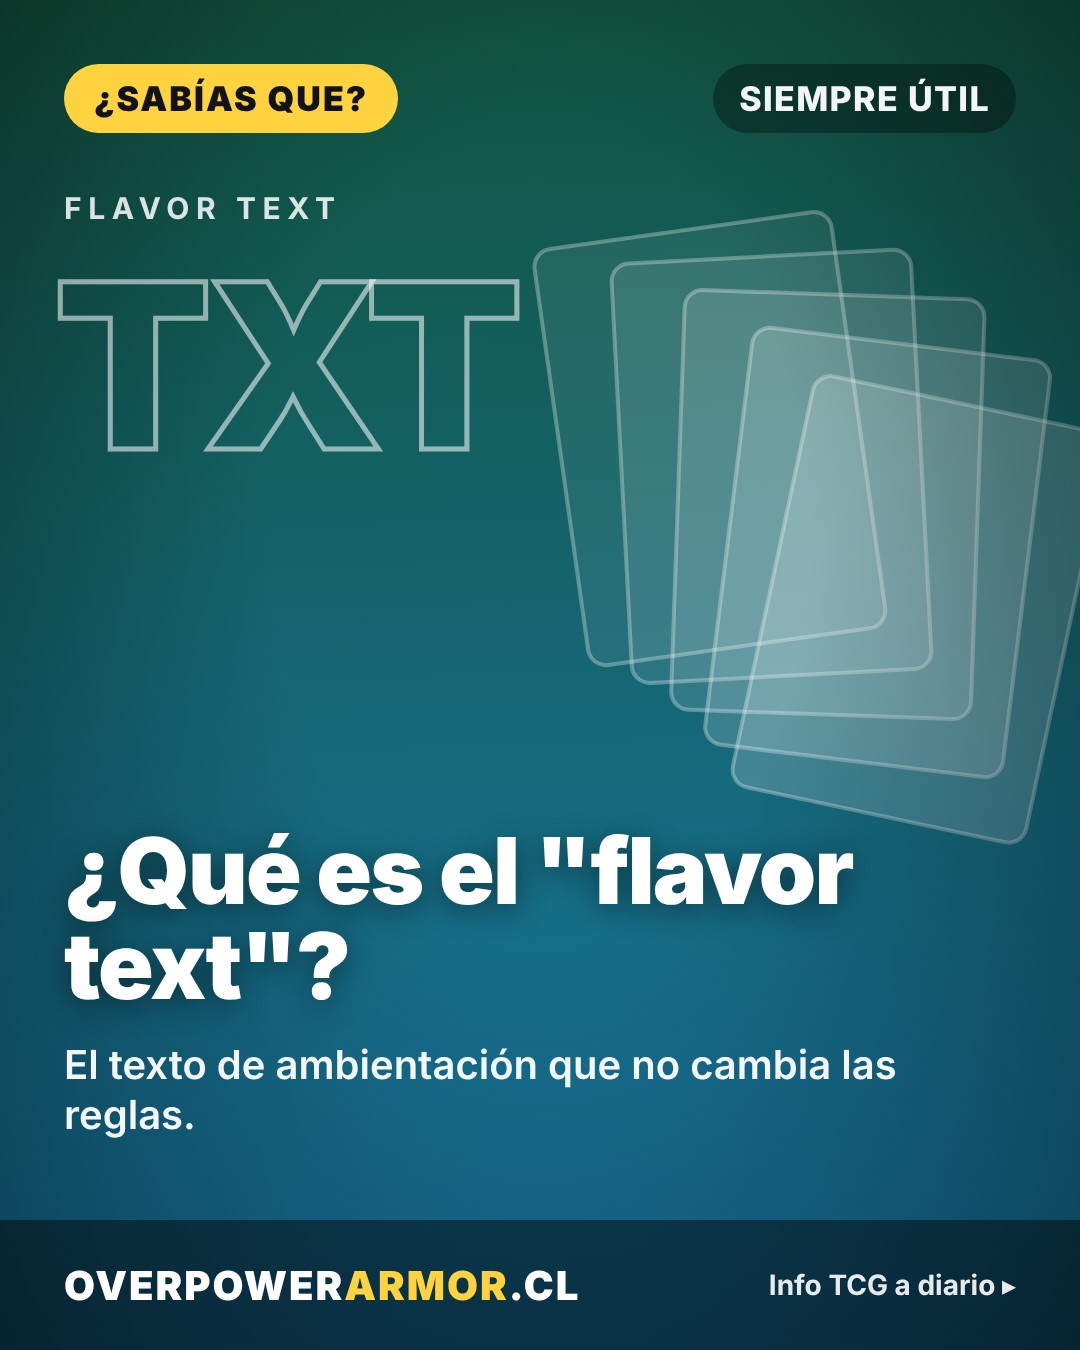 ¿SABÍAS QUE?
SIEMPRE ÚTIL
FLAVOR TEXT
TXT
¿Qué es el "flavor
text"?
El texto de ambientación que no cambia las
reglas.
OVERPOWERARMOR.CL
Info TCG a diario ▸